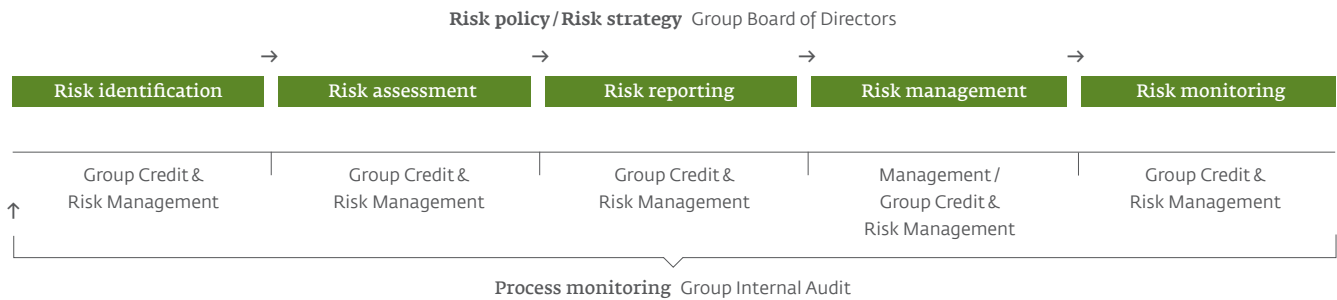 Risk policy / Risk strategy Group Board of Directors
→ → → →
Risk identification Risk assessment Risk reporting Risk management Risk monitoring
Group Credit & Group Credit & Group Credit & Management / Group Credit &
Risk Management Risk Management Risk Management Group Credit & Risk Management
Risk Management
Process monitoring Group Internal Audit